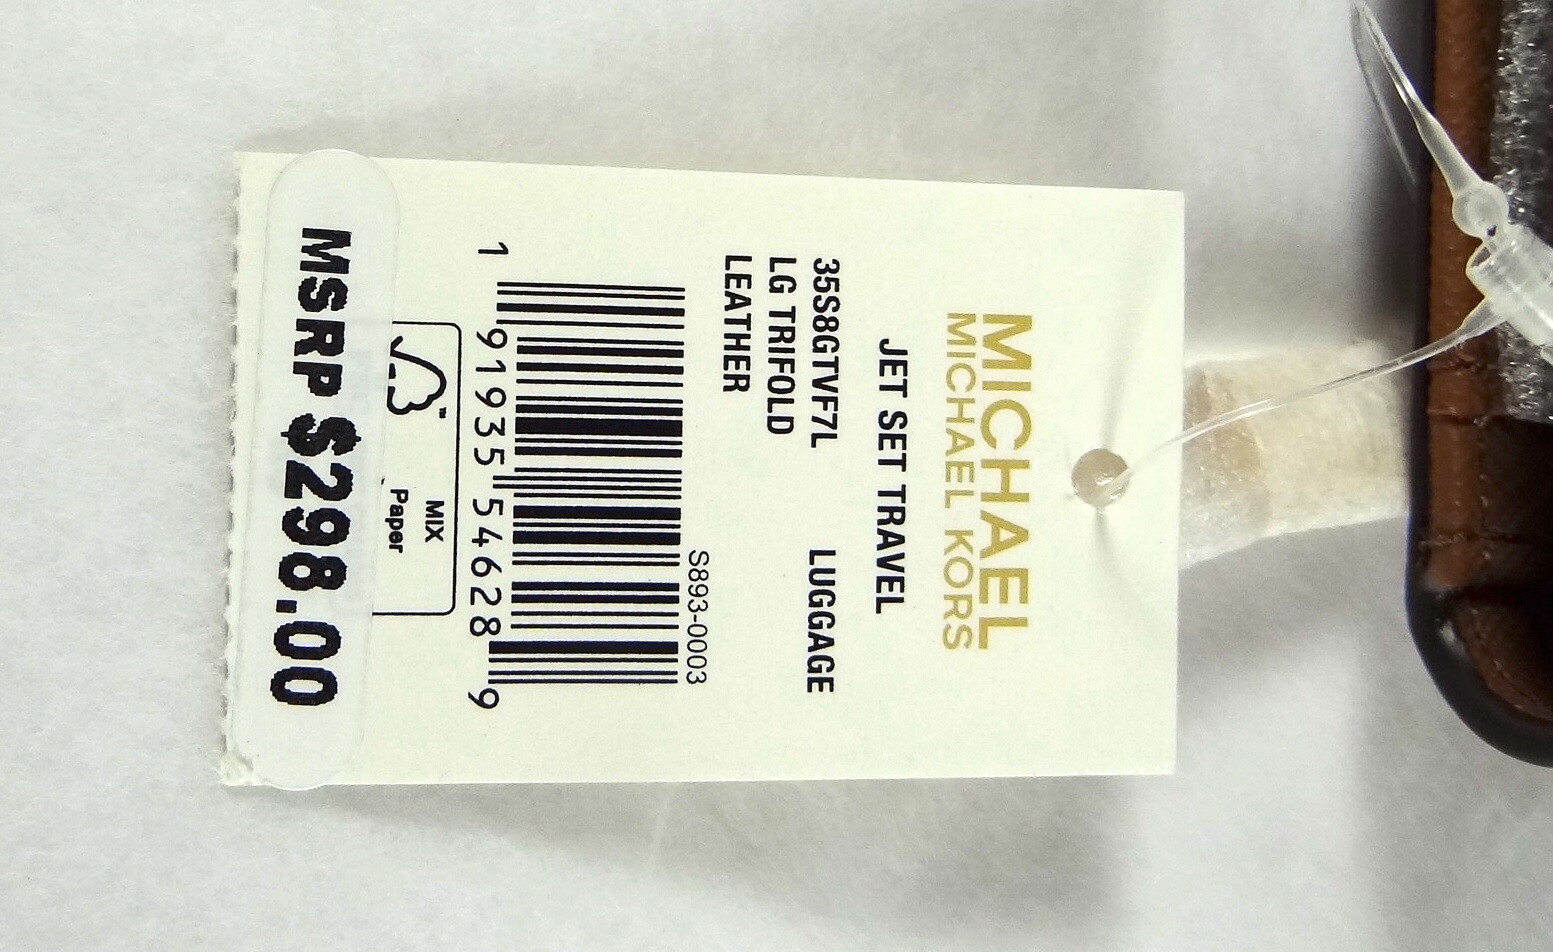 MICHAEL
MICHAEL KORS
JET SET TRAVEL
35S8GTVF7L LUGGAGE
LG TRIFOLD
LEATHER
S893-0003
1 91935 54628 9
MIX
Paper
MSRP $298.00